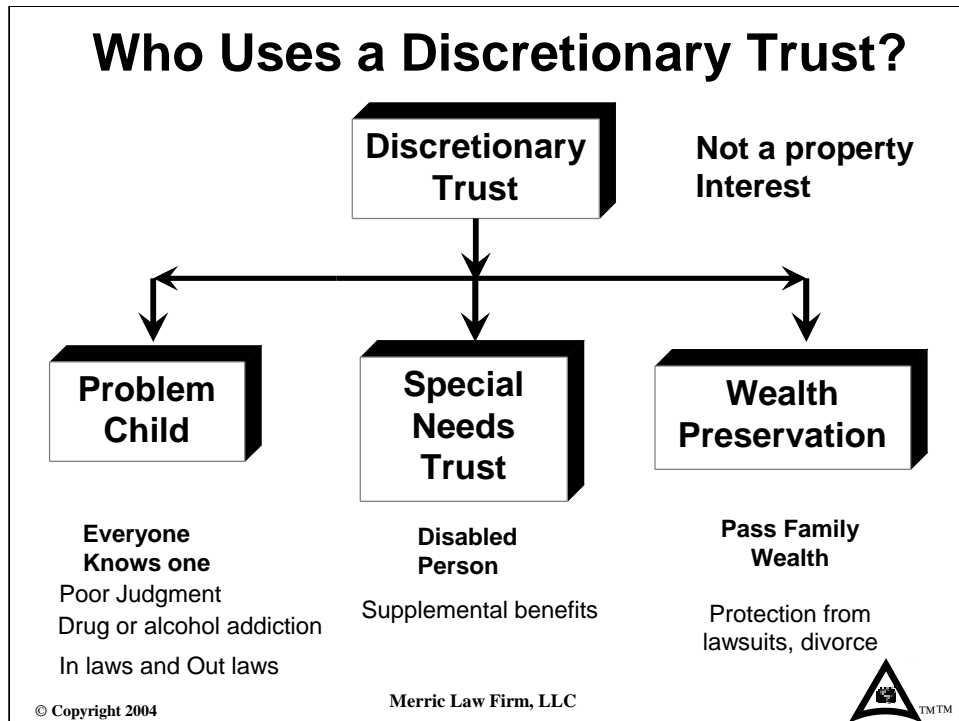 Who Uses a Discretionary Trust?
Discretionary
Trust
Not a property
Interest
Problem
Child
Special
Needs
Trust
Wealth
Preservation
Everyone
Knows one
Poor Judgment
Drug or alcohol addiction
In laws and Out laws
Disabled
Person
Supplemental benefits
Pass Family
Wealth
Protection from
lawsuits, divorce
© Copyright 2004
Merric Law Firm, LLC
TM TM